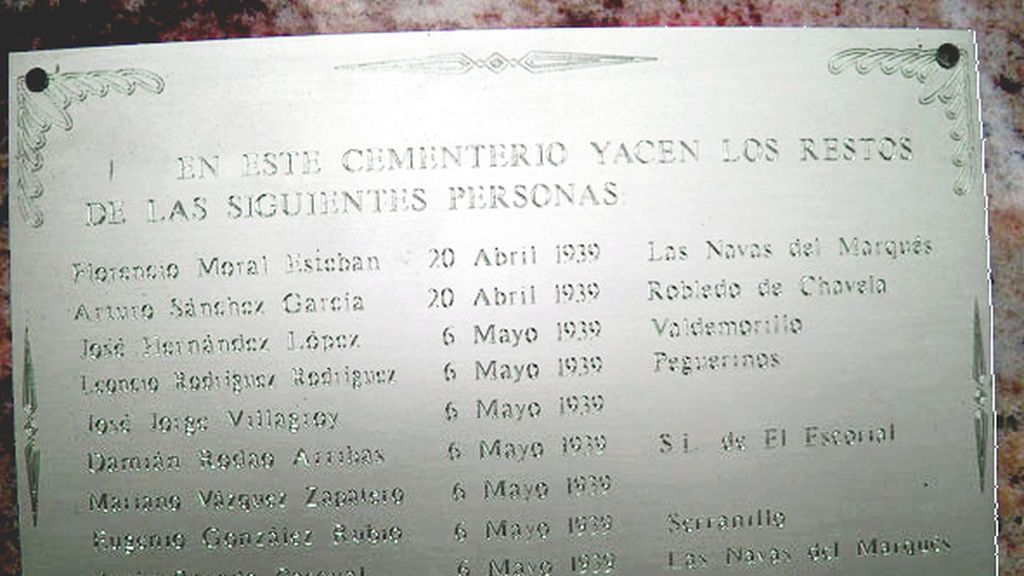 EN ESTE CEMENTERIO YACEN LOS RESTOS
DE LAS SIGUIENTES PERSONAS
Florencio Moral Esteban 20 Abril 1939 Las Navas del Marqués
Arturo Sánchez García 20 Abril 1939 Robledo de Chavela
José Hernández López 6 Mayo 1939 Valdemorillo
Leoncio Rodríguez Rodríguez 6 Mayo 1939 Peguerinos
José Jorge Villagroy 6 Mayo 1939
Damián Rodao Arribas 6 Mayo 1939 S.L. de El Escorial
Mariano Vázquez Zapatero 6 Mayo 1939
Eugenio González Rubio 6 Mayo 1939 Serranillo
6 Mayo 1939 Las Navas del Marqués